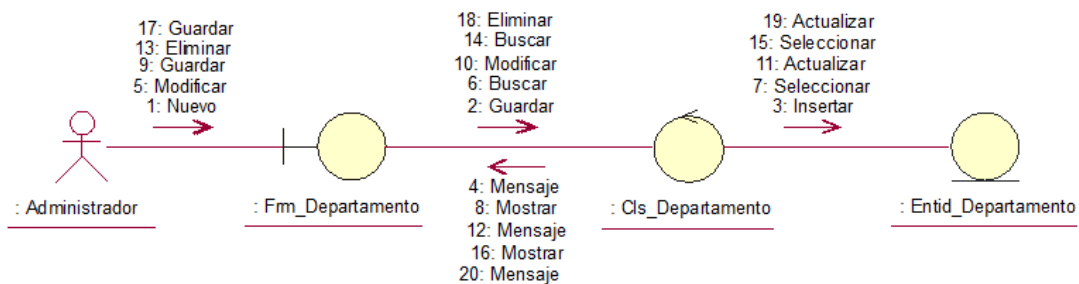 17: Guardar
13: Eliminar
9: Guardar
5: Modificar
1: Nuevo
18: Eliminar
14: Buscar
10: Modificar
6: Buscar
2: Guardar
19: Actualizar
15: Seleccionar
11: Actualizar
7: Seleccionar
3: Insertar
4: Mensaje
8: Mostrar
12: Mensaje
16: Mostrar
20: Mensaje
: Administrador
: Frm_Departamento
: Cls_Departamento
: Entid_Departamento